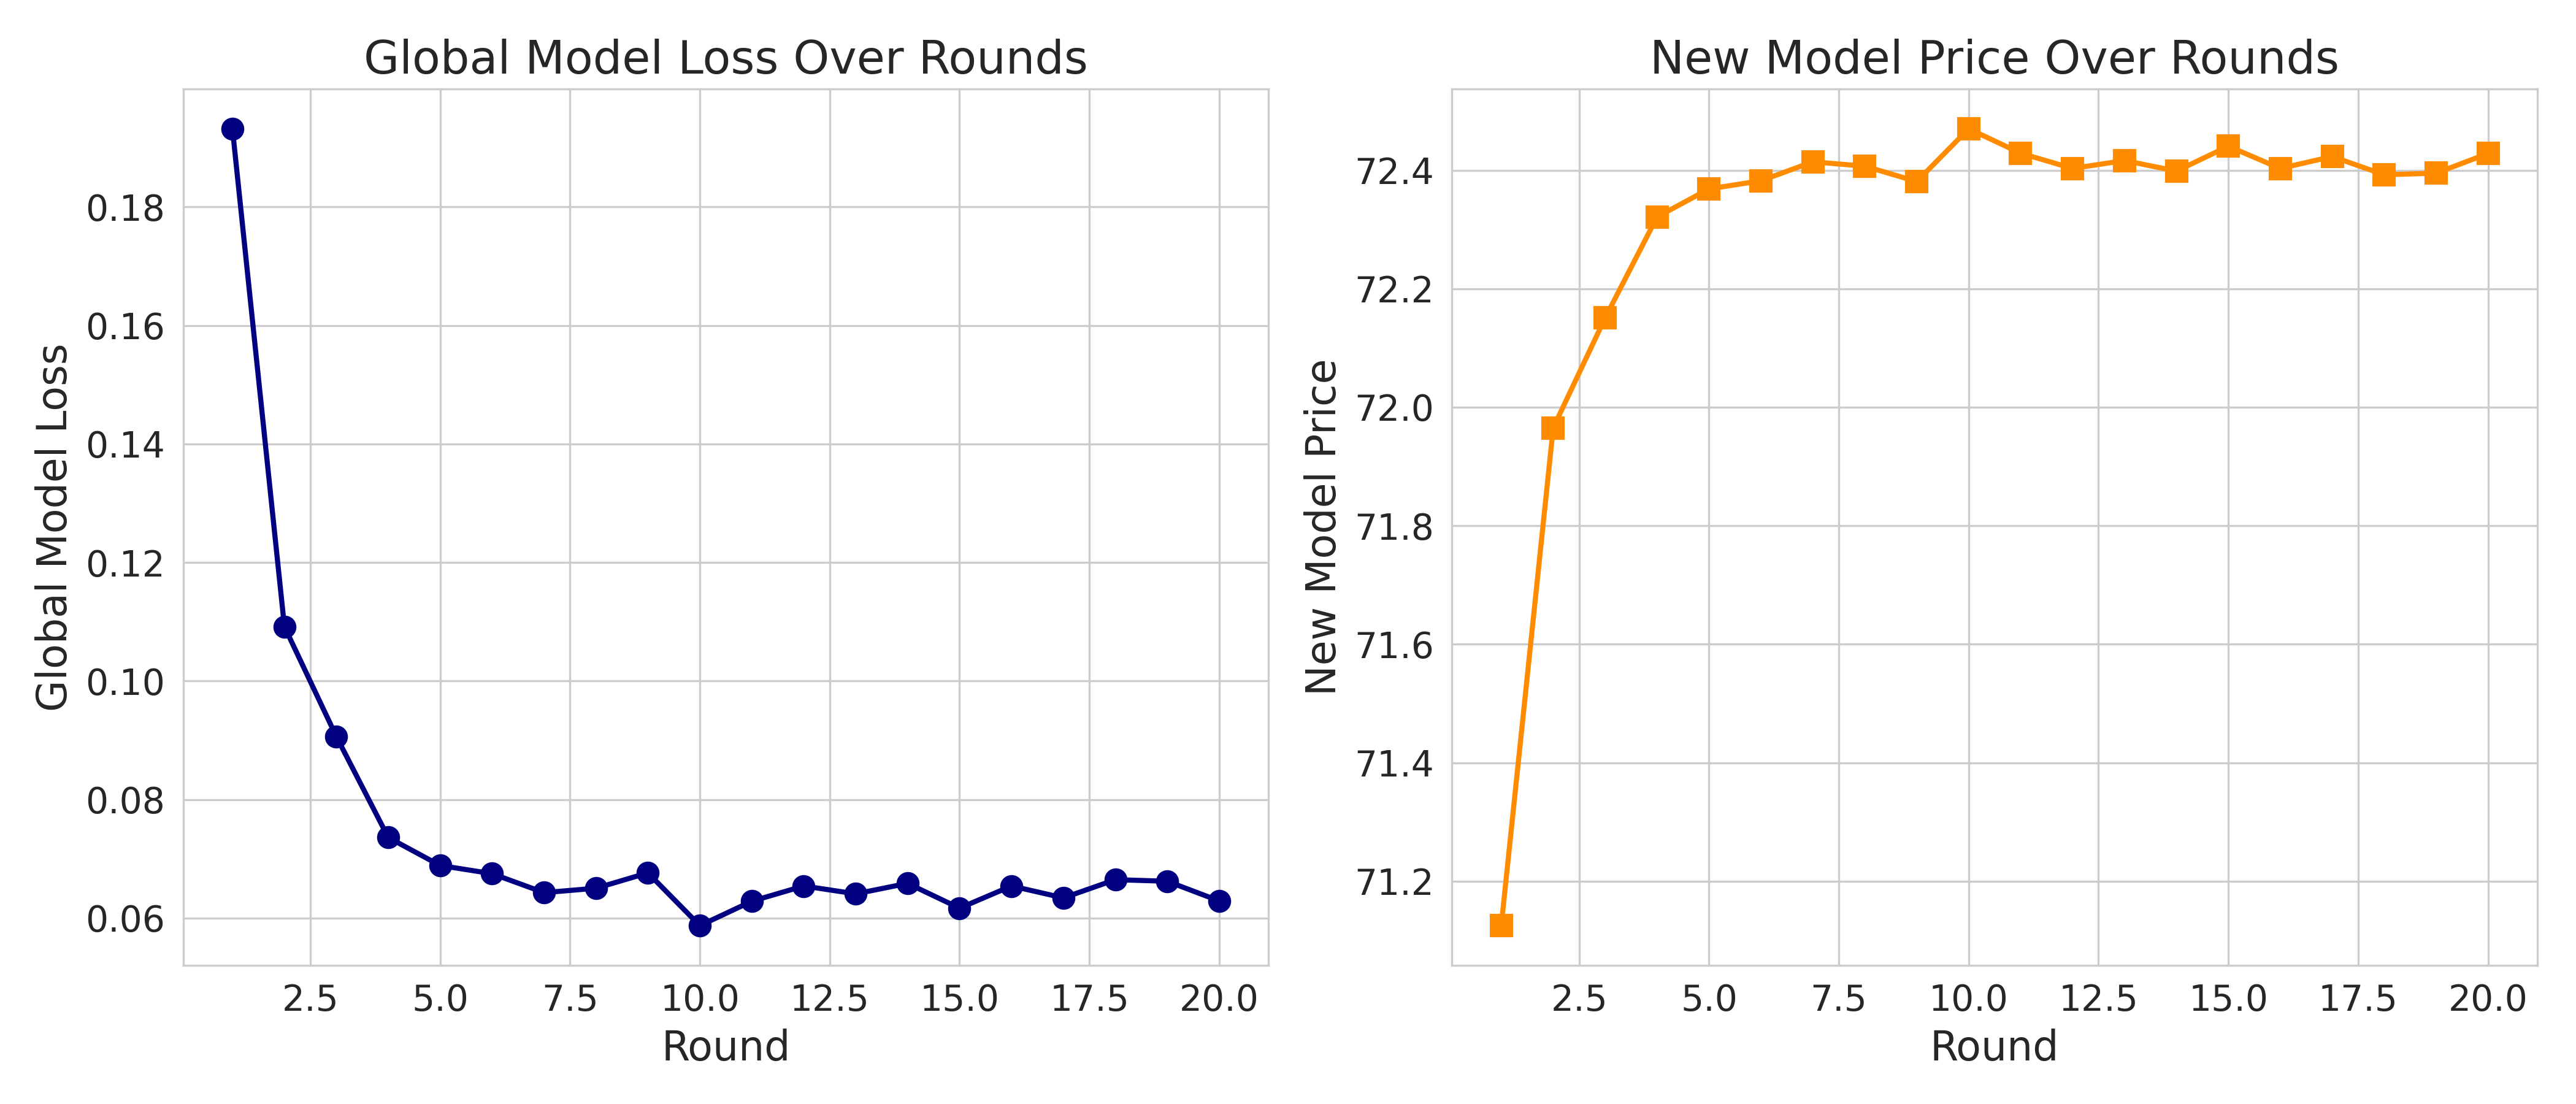 Global Model Loss Over Rounds
Global Model Loss
0.18
0.16
0.14
0.12
0.10
0.08
0.06
2.5 5.0 7.5 10.0 12.5 15.0 17.5 20.0
Round
New Model Price Over Rounds
New Model Price
72.4
72.2
72.0
71.8
71.6
71.4
71.2
2.5 5.0 7.5 10.0 12.5 15.0 17.5 20.0
Round